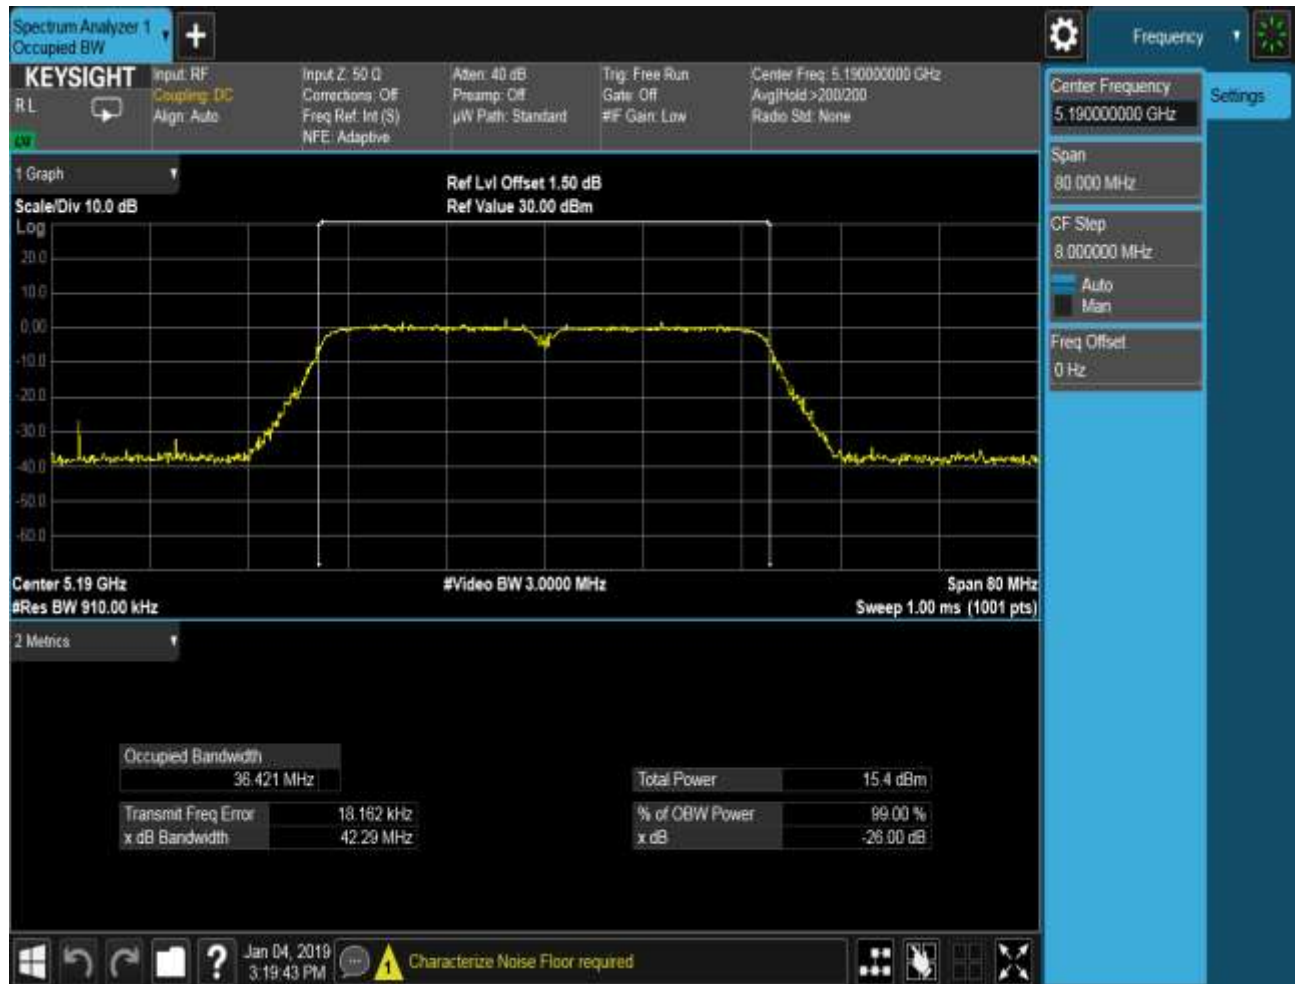 Spectrum Analyzer 1
Occupied BW
+
Frequency
KEYSIGHT
R L
Input: RF
Coupling: DC
Align: Auto
Input Z: 50 Ω
Corrections: Off
Freq Ref: Int (S)
NFE: Adaptive
Atten: 40 dB
Preamp: Off
µW Path: Standard
Trig: Free Run
Gate: Off
#IF Gain: Low
Center Freq: 5.190000000 GHz
Avg|Hold:>200/200
Radio Std: None
Center Frequency
5.190000000 GHz
Settings
Span
80.000 MHz
CF Step
8.000000 MHz
Auto
Man
Freq Offset
0 Hz
1 Graph
Scale/Div 10.0 dB
Ref Lvl Offset 1.50 dB
Ref Value 30.00 dBm
Log
20.0
10.0
0.00
-10.0
-20.0
-30.0
-40.0
-50.0
-60.0
Center 5.19 GHz
#Video BW 3.0000 MHz
Span 80 MHz
#Res BW 910.00 kHz
Sweep 1.00 ms (1001 pts)
2 Metrics
Occupied Bandwidth
36.421 MHz
Total Power 15.4 dBm
Transmit Freq Error 18.162 kHz
% of OBW Power 99.00 %
x dB Bandwidth 42.29 MHz
x dB -26.00 dB
?
Jan 04, 2019
3:19:43 PM
1
Characterize Noise Floor required